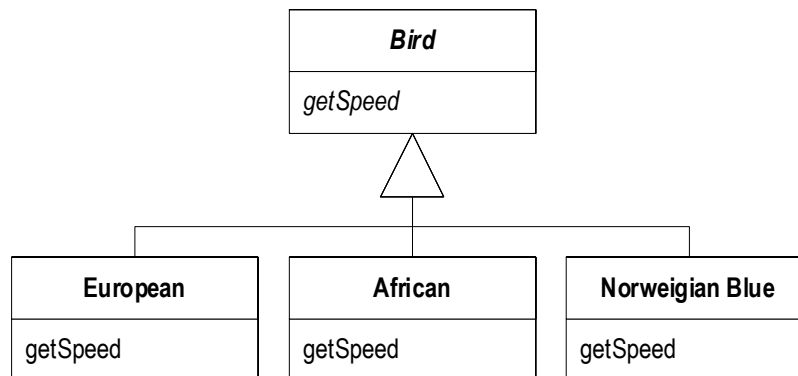 Bird
getSpeed
European
African
Norweigian Blue
getSpeed
getSpeed
getSpeed